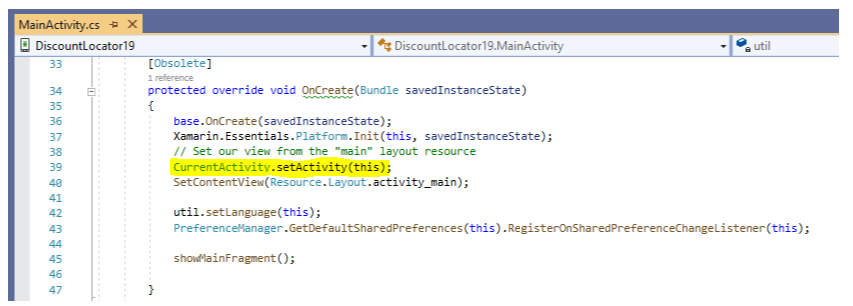 MainActivity.cs
DiscountLocator19 DiscountLocator19.MainActivity util
33 [Obsolete]
1 reference
34 protected override void OnCreate(Bundle savedInstanceState)
35 {
36 base.OnCreate(savedInstanceState);
37 Xamarin.Essentials.Platform.Init(this, savedInstanceState);
38 // Set our view from the "main" layout resource
39 CurrentActivity.setActivity(this);
40 SetContentView(Resource.Layout.activity_main);
41
42 util.setLanguage(this);
43 PreferenceManager.GetDefaultSharedPreferences(this).RegisterOnSharedPreferenceChangeListener(this);
44
45 showMainFragment();
46
47 }